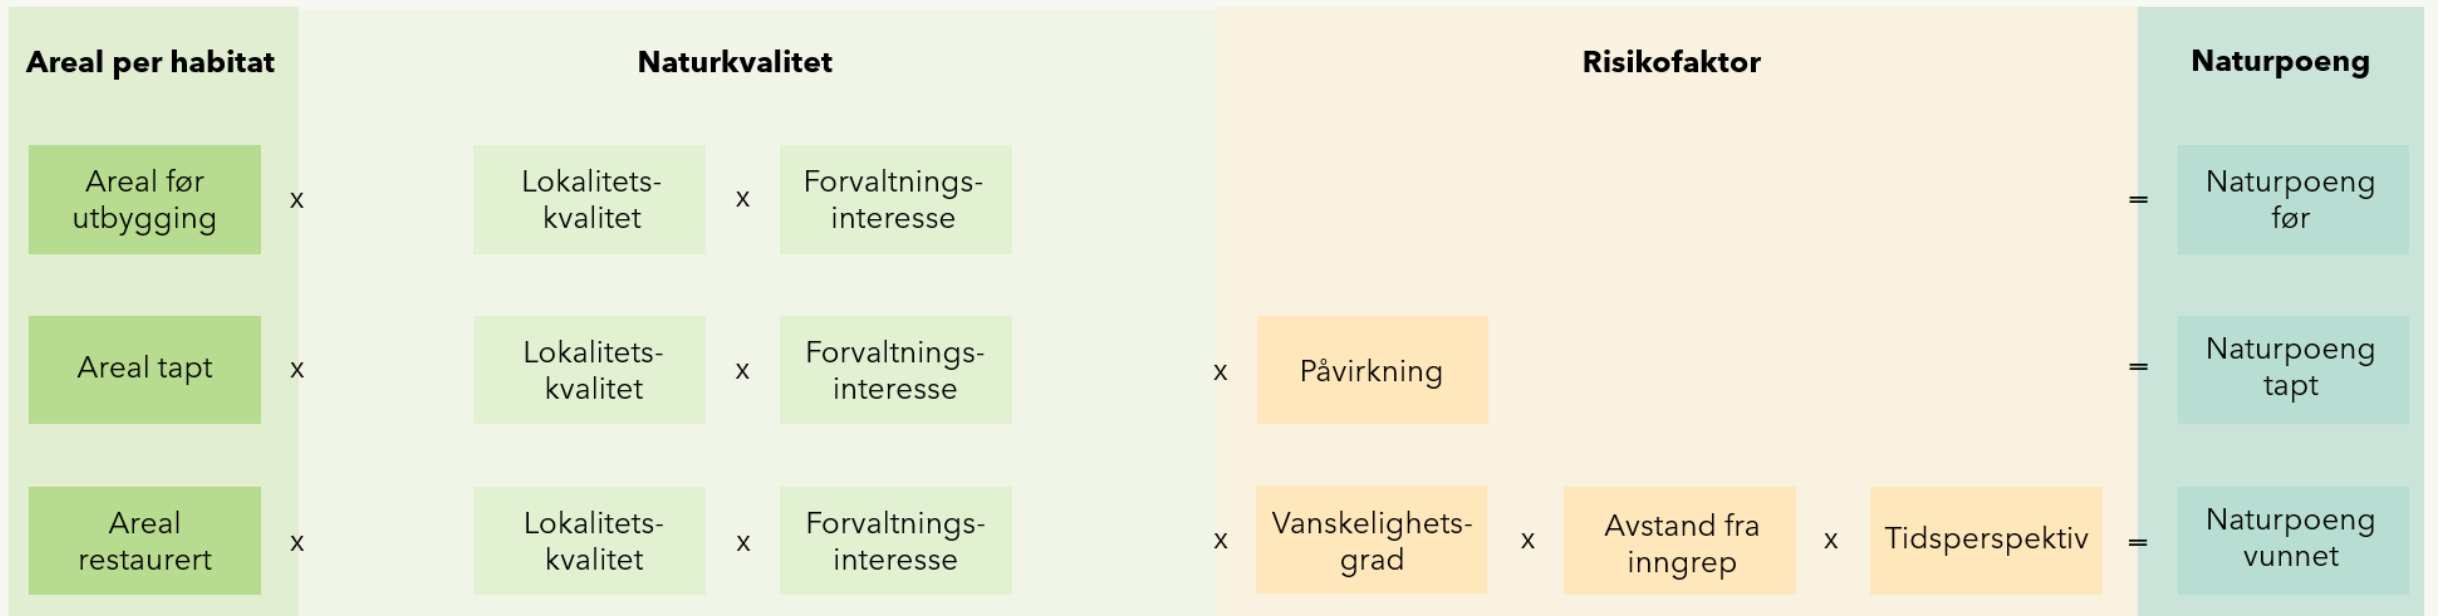 Areal per habitat
Naturkvalitet
Risikofaktor
Naturpoeng
Areal før
utbygging
x
Lokalitets-
kvalitet
x
Forvaltnings-
interesse
=
Naturpoeng
før
Areal tapt
x
Lokalitets-
kvalitet
x
Forvaltnings-
interesse
x
Påvirkning
=
Naturpoeng
tapt
Areal
restaurert
x
Lokalitets-
kvalitet
x
Forvaltnings-
interesse
x
Vanskelighets-
grad
x
Avstand fra
inngrep
x
Tidsperspektiv
=
Naturpoeng
vunnet